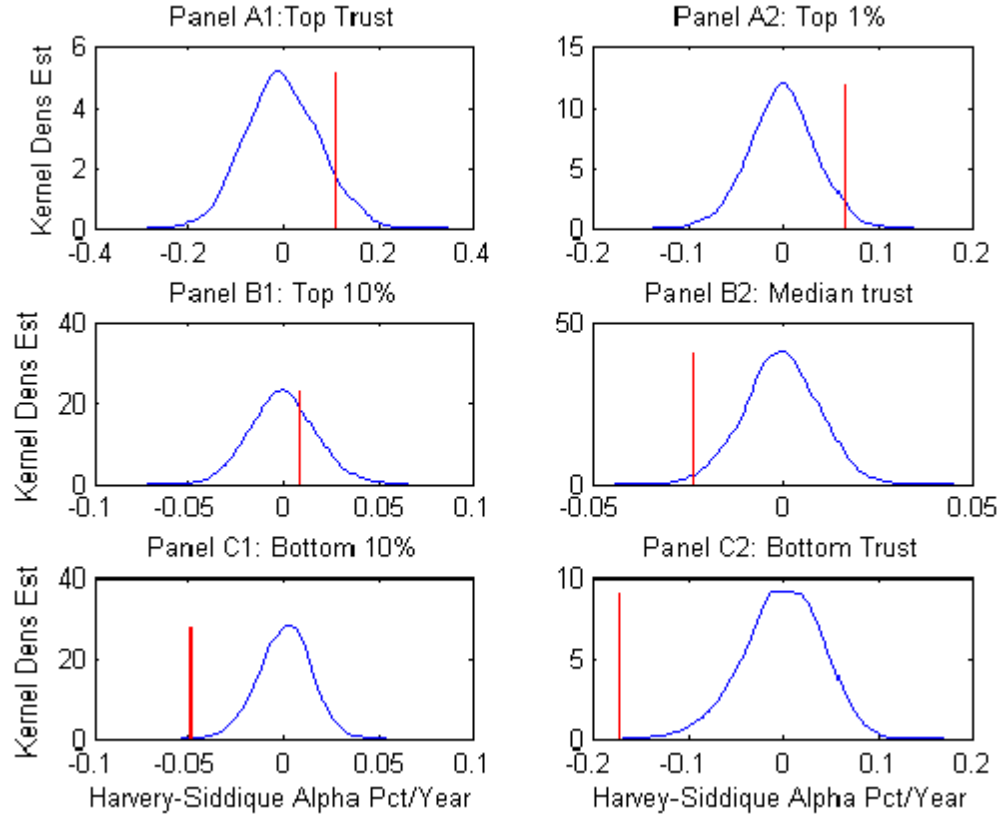 Panel A1:Top Trust
Panel A2: Top 1%
Kernel Dens Est
6
4
2
0
-0.4 -0.2 0 0.2 0.4
15
10
5
0
-0.2 -0.1 0 0.1 0.2
Panel B1: Top 10%
Panel B2: Median trust
Kernel Dens Est
40
20
0
-0.1 -0.05 0 0.05 0.1
50
0
-0.05 0 0.05
Panel C1: Bottom 10%
Panel C2: Bottom Trust
Kernel Dens Est
40
20
0
-0.1 -0.05 0 0.05 0.1
10
5
0
-0.2 -0.1 0 0.1 0.2
Harvery-Siddique Alpha Pct/Year
Harvey-Siddique Alpha Pct/Year